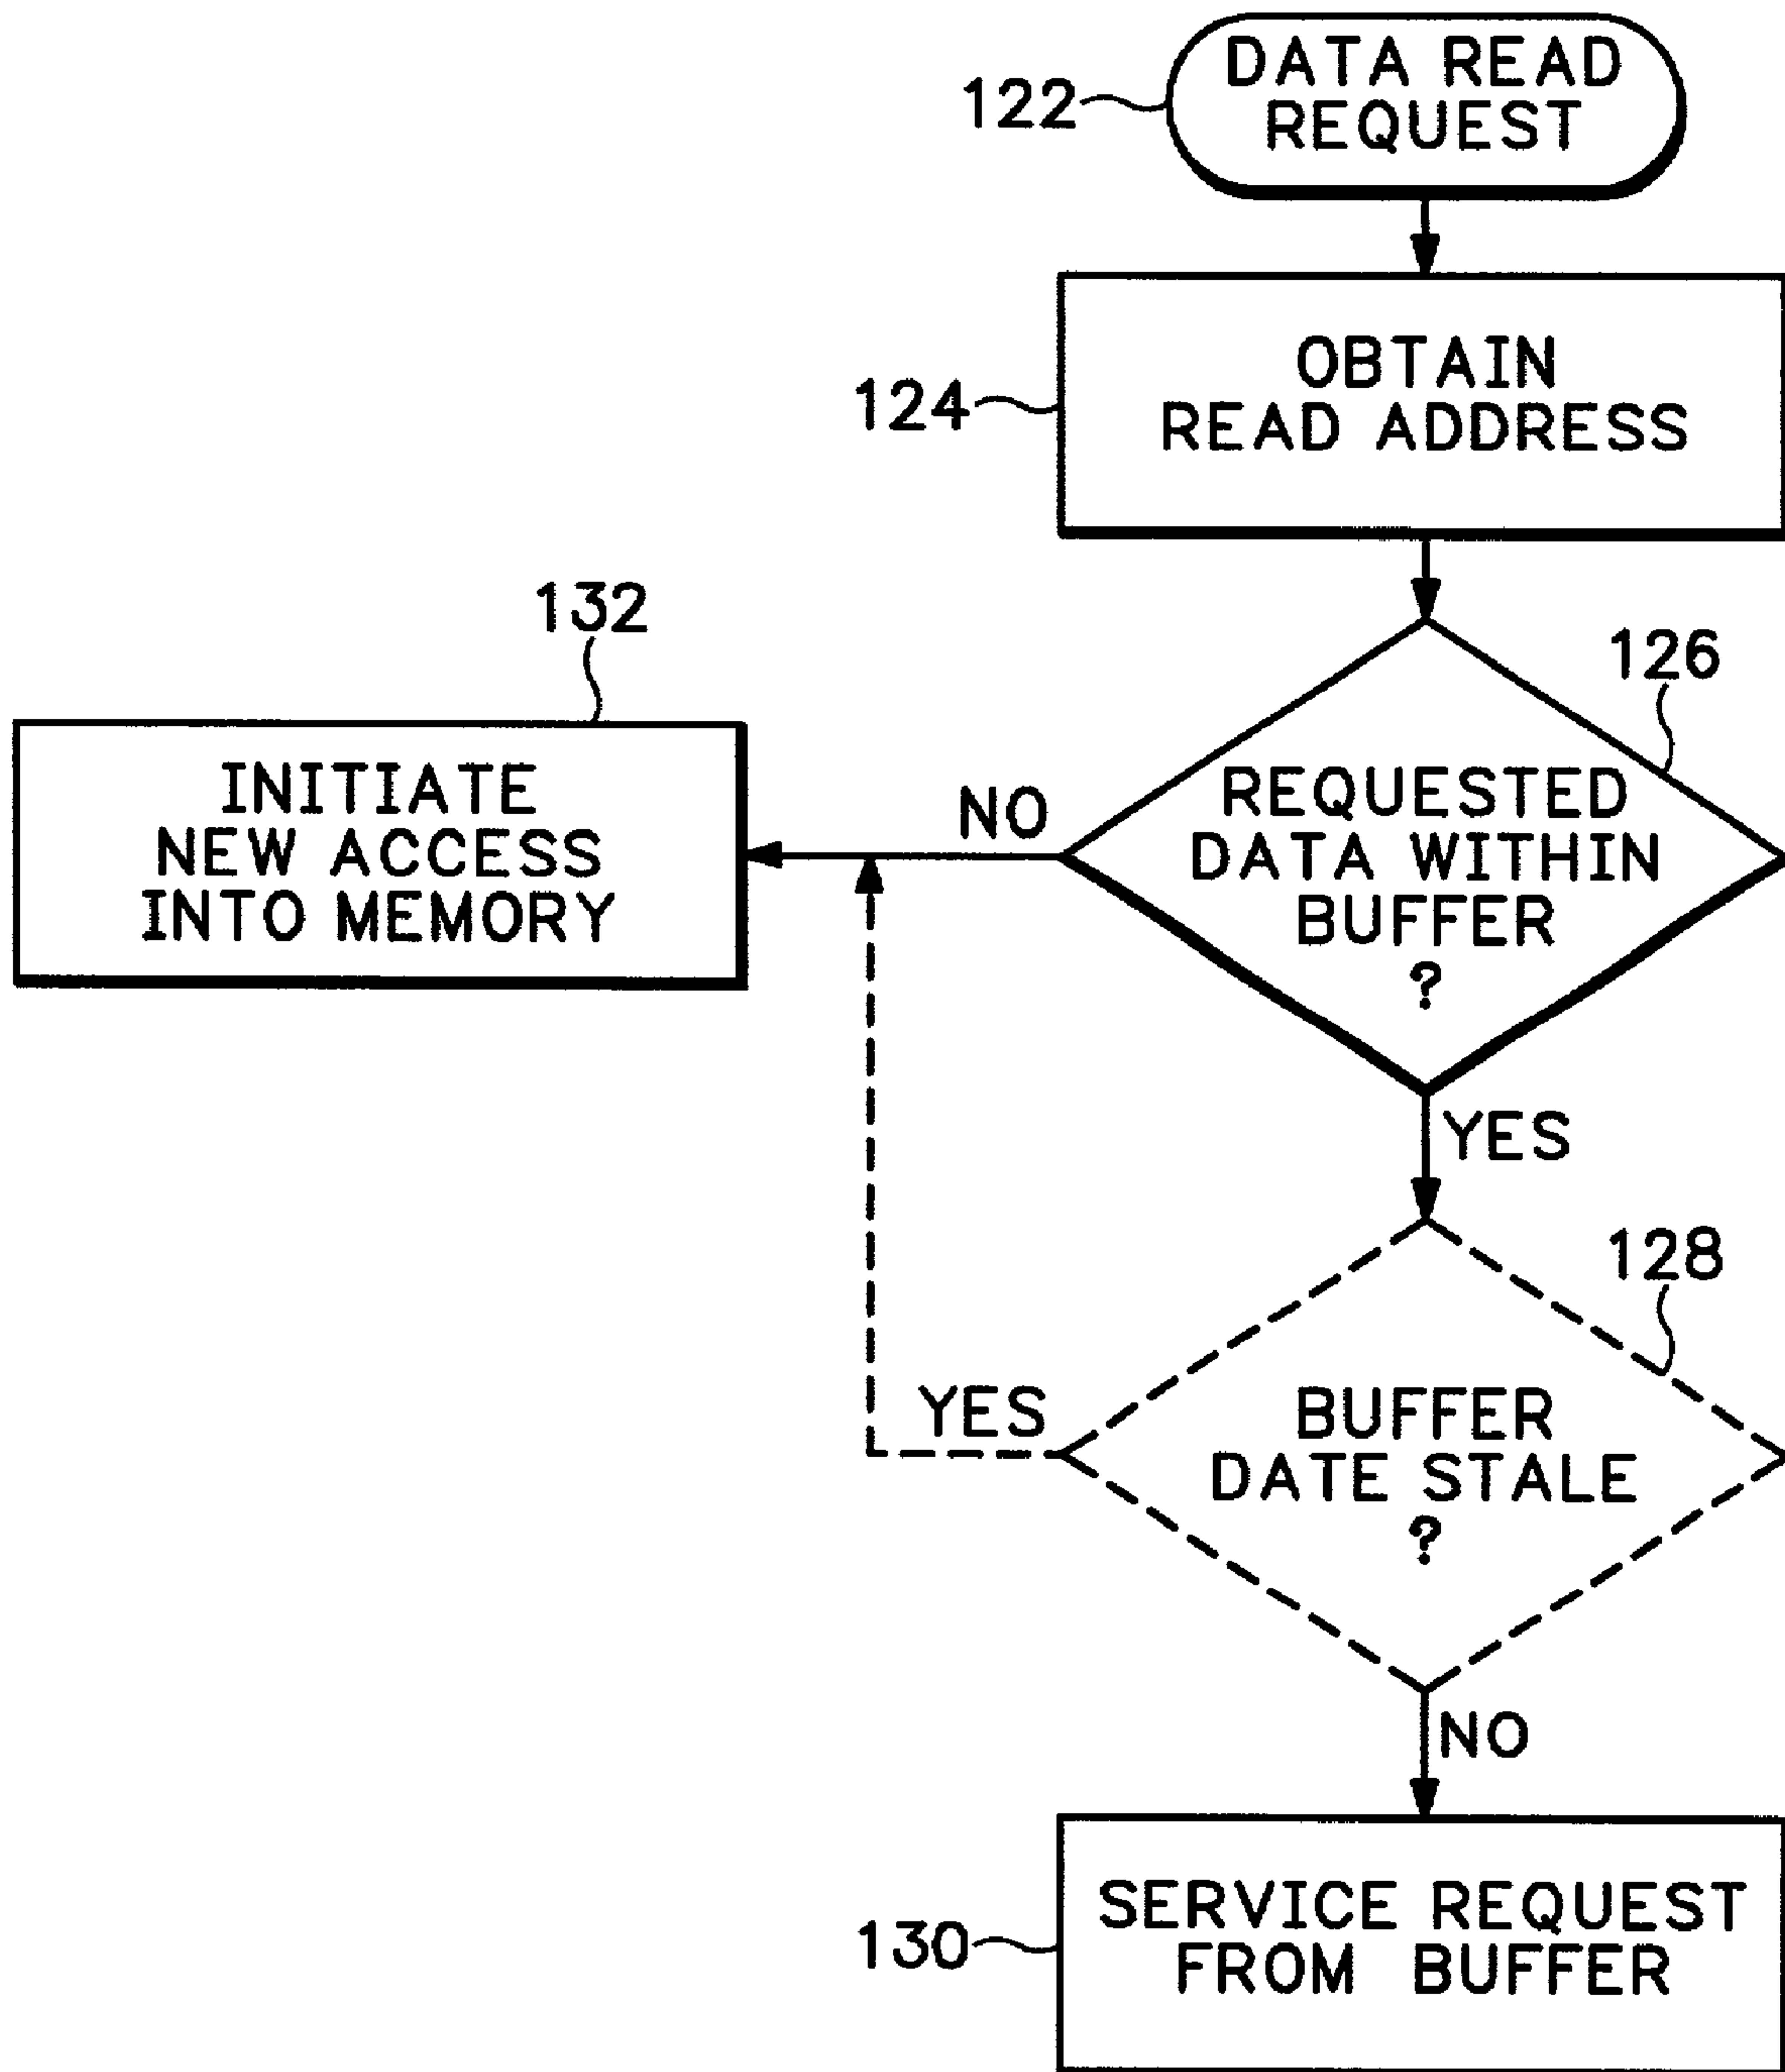 DATA READ
REQUEST
122
OBTAIN
READ ADDRESS
124
132
126
INITIATE
NEW ACCESS
INTO MEMORY
NO
REQUESTED
DATA WITHIN
BUFFER
?
YES
128
YES
BUFFER
DATE STALE
?
NO
130
SERVICE REQUEST
FROM BUFFER